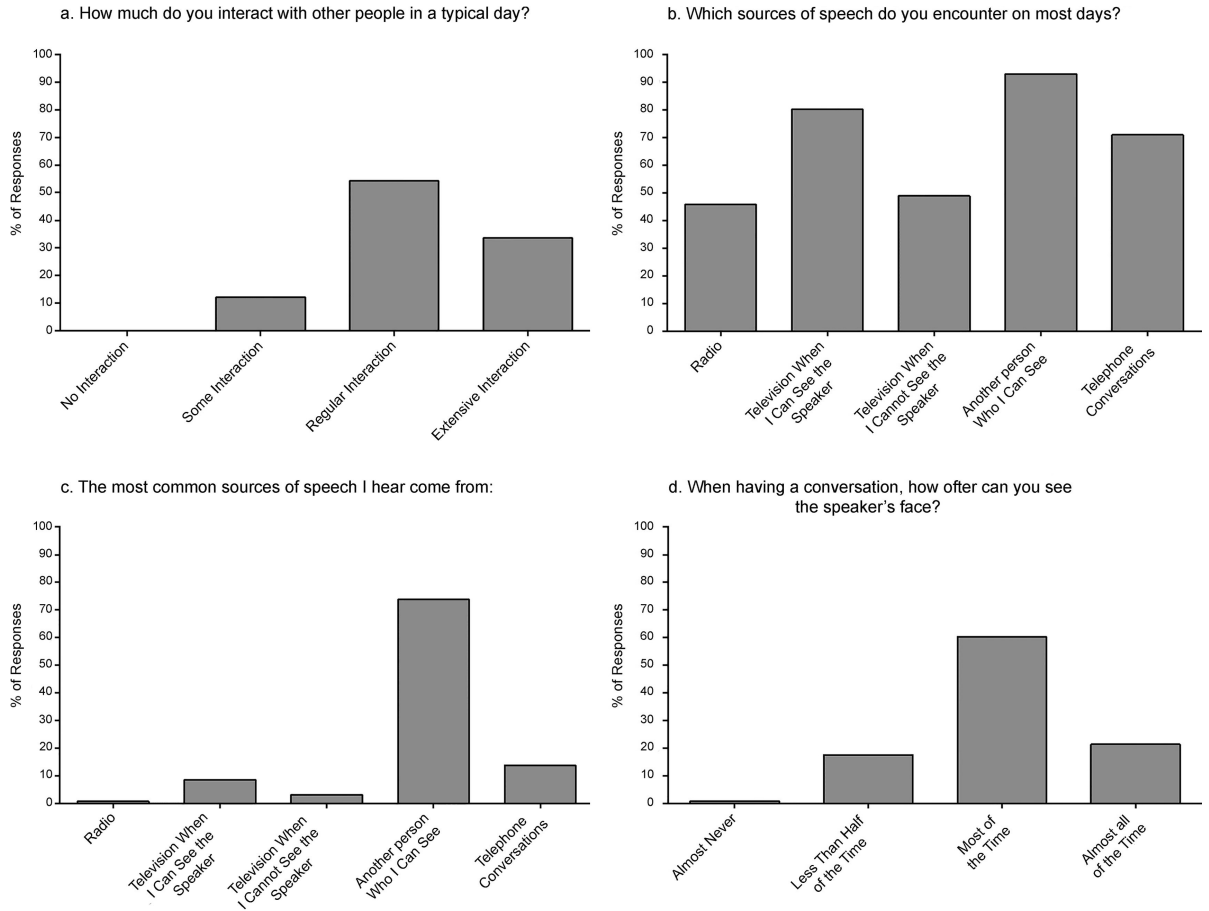 a. How much do you interact with other people in a typical day?
100
90
80
70
60
50
40
30
20
10
0
% of Responses
No Interaction
Some Interaction
Regular Interaction
Extensive Interaction
b. Which sources of speech do you encounter on most days?
100
90
80
70
60
50
40
30
20
10
0
% of Responses
Radio
Television When
I Can See the
Speaker
Television When
I Cannot See the
Speaker
Another person
Who I Can See
Telephone
Conversations
c. The most common sources of speech I hear come from:
100
90
80
70
60
50
40
30
20
10
0
% of Responses
Radio
Television When
I Can See the
Speaker
Television When
I Cannot See the
Speaker
Another person
Who I Can See
Telephone
Conversations
d. When having a conversation, how ofter can you see
the speaker's face?
100
90
80
70
60
50
40
30
20
10
0
% of Responses
Almost Never
Less Than Half
of the Time
Most of
the Time
Almost all
of the Time